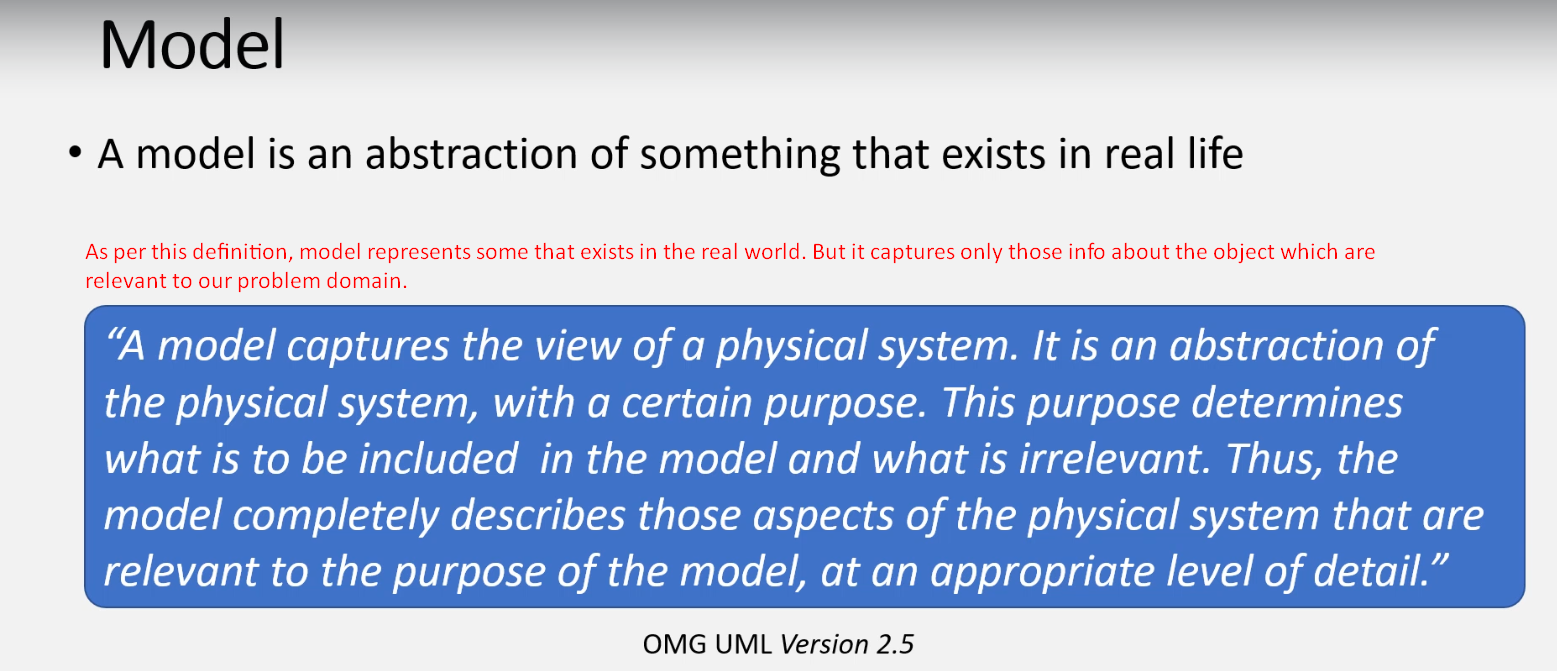 Model
• A model is an abstraction of something that exists in real life
As per this definition, model represents some that exists in the real world. But it captures only those info about the object which are
relevant to our problem domain.
“A model captures the view of a physical system. It is an abstraction of
the physical system, with a certain purpose. This purpose determines
what is to be included  in the model and what is irrelevant. Thus, the
model completely describes those aspects of the physical system that are
relevant to the purpose of the model, at an appropriate level of detail.”
OMG UML Version 2.5